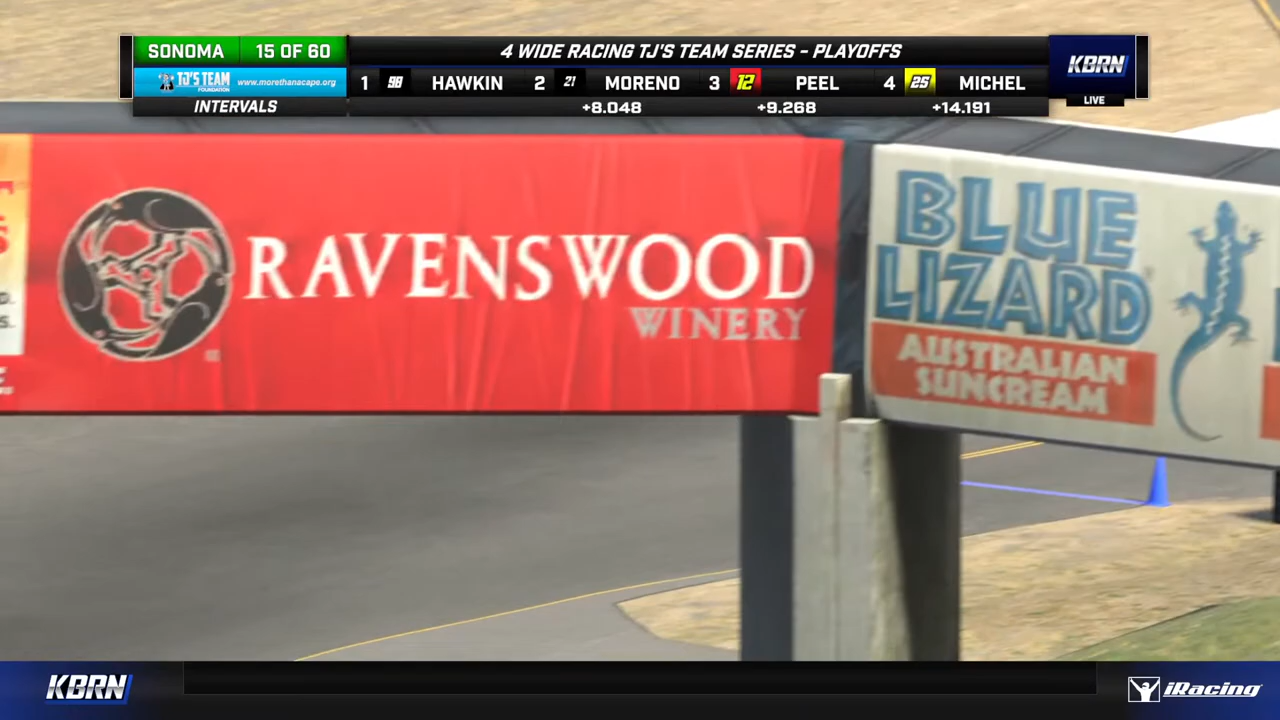 SONOMA 15 OF 60 4 WIDE RACING TJ'S TEAM SERIES - PLAYOFFS
TJ'S TEAM FOUNDATION www.morethanacape.org 1 98 HAWKIN 2 21 MORENO 3 12 PEEL 4 25 MICHEL
INTERVALS +8.048 +9.268 +14.191
KBRN
LIVE
RAVENSWOOD
WINERY
BLUE
LIZARD
AUSTRALIAN
SUNCREAM
KBRN
iRacing